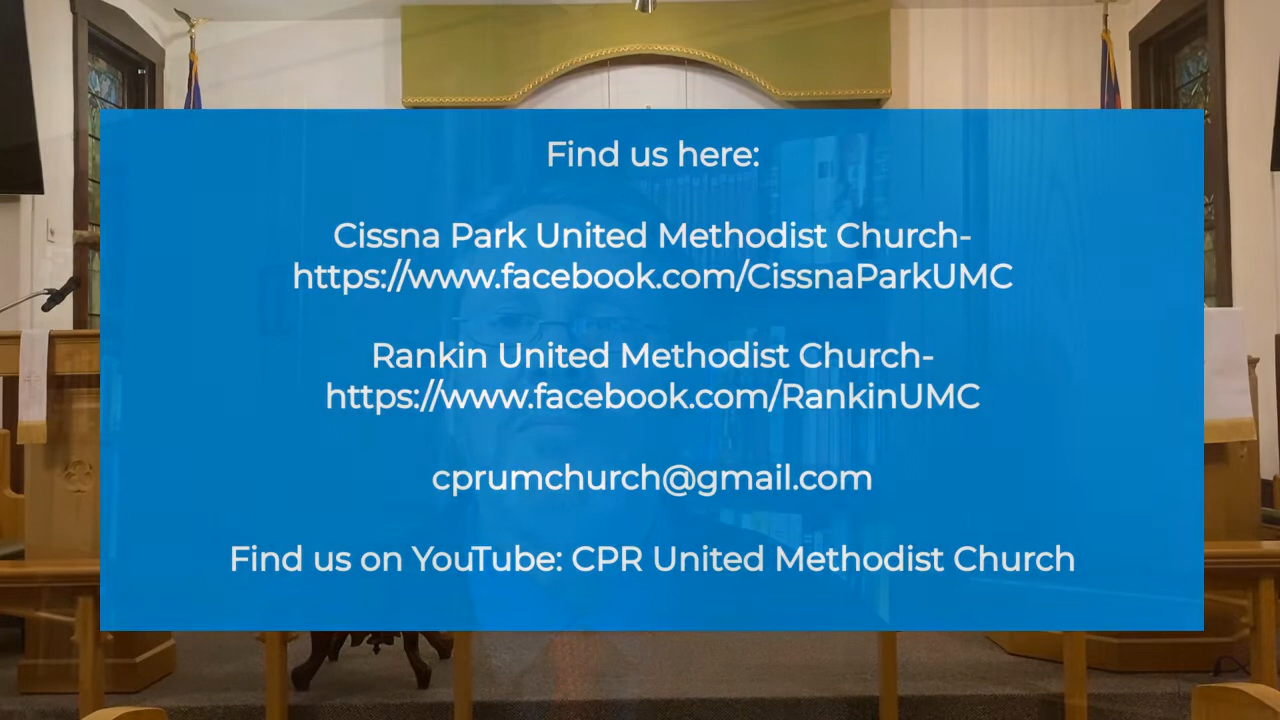 Find us here:
Cissna Park United Methodist Church-
https://www.facebook.com/CissnaParkUMC
Rankin United Methodist Church-
https://www.facebook.com/RankinUMC
cprumchurch@gmail.com
Find us on YouTube: CPR United Methodist Church